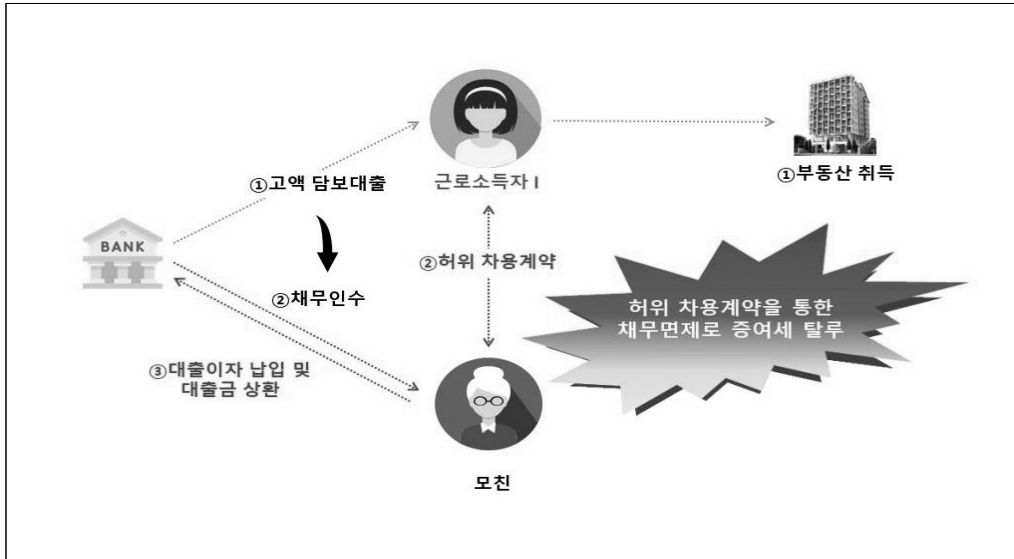 근로소득자 I
①부동산 취득
①고액 담보대출
BANK
②허위 차용계약
②채무인수
허위 차용계약을 통한
채무면제로 증여세 탈루
③대출이자 납입 및
대출금 상환
모친